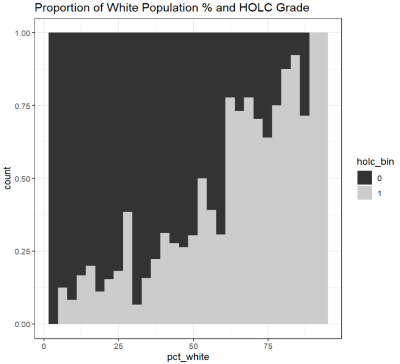 Proportion of White Population % and HOLC Grade
1.00
0.75
0.50
0.25
0.00
count
0
25
50
75
pct_white
holc_bin
0
1